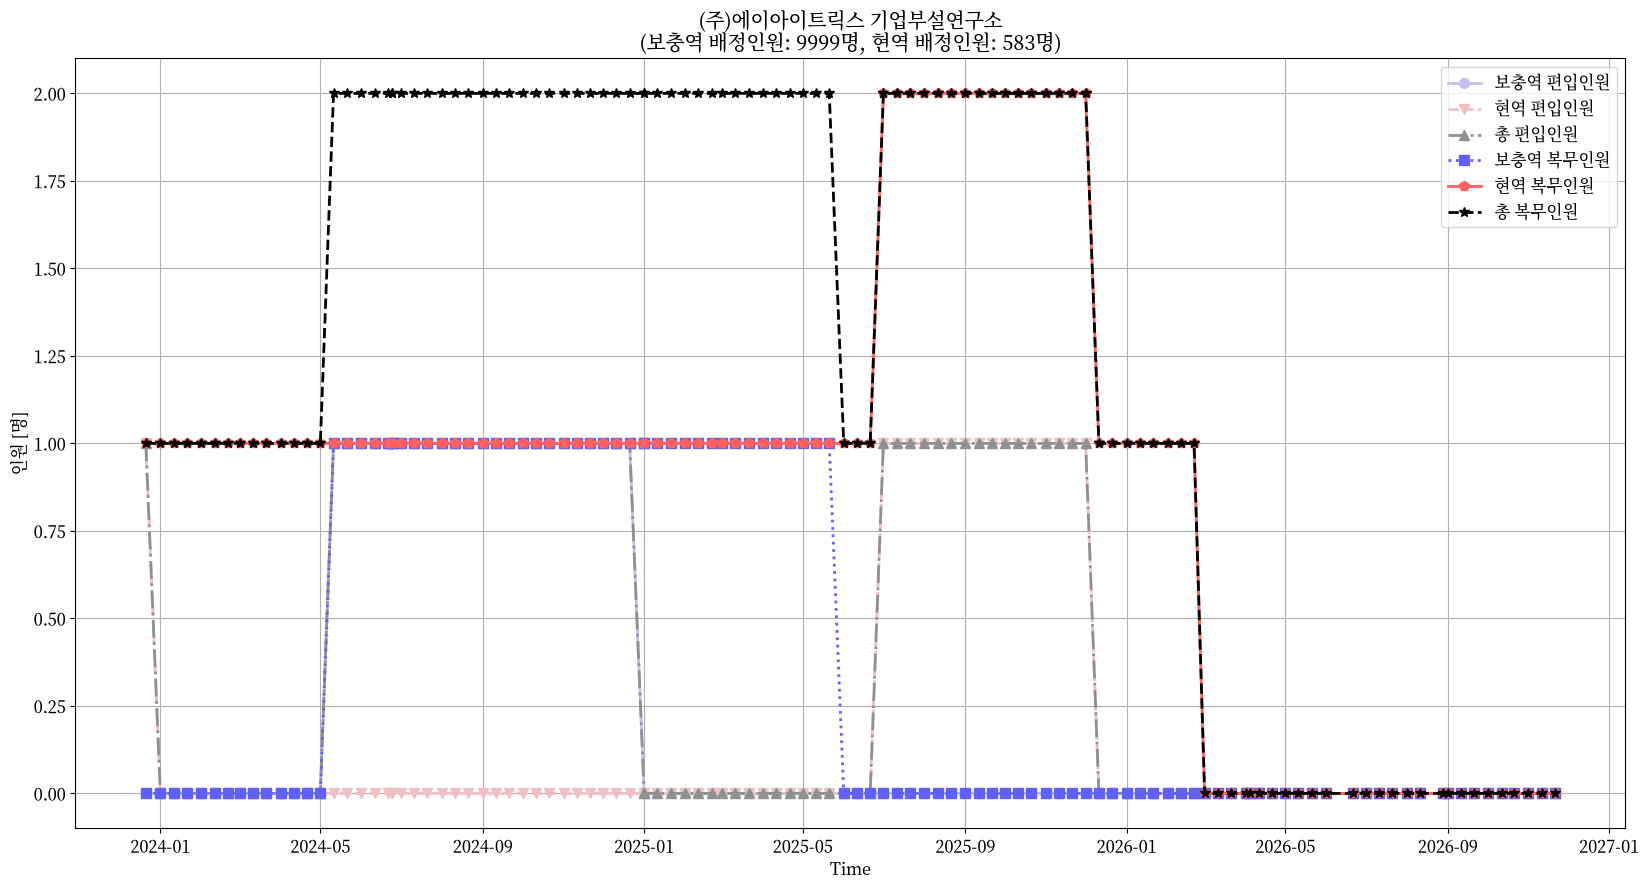 (주)에이아이트릭스 기업부설연구소
(보충역 배정인원: 9999명, 현역 배정인원: 583명)
보충역 편입인원
현역 편입인원
총 편입인원
보충역 복무인원
현역 복무인원
총 복무인원
인원 [명]
2.00
1.75
1.50
1.25
1.00
0.75
0.50
0.25
0.00
2024-01 2024-05 2024-09 2025-01 2025-05 2025-09 2026-01 2026-05 2026-09 2027-01
Time